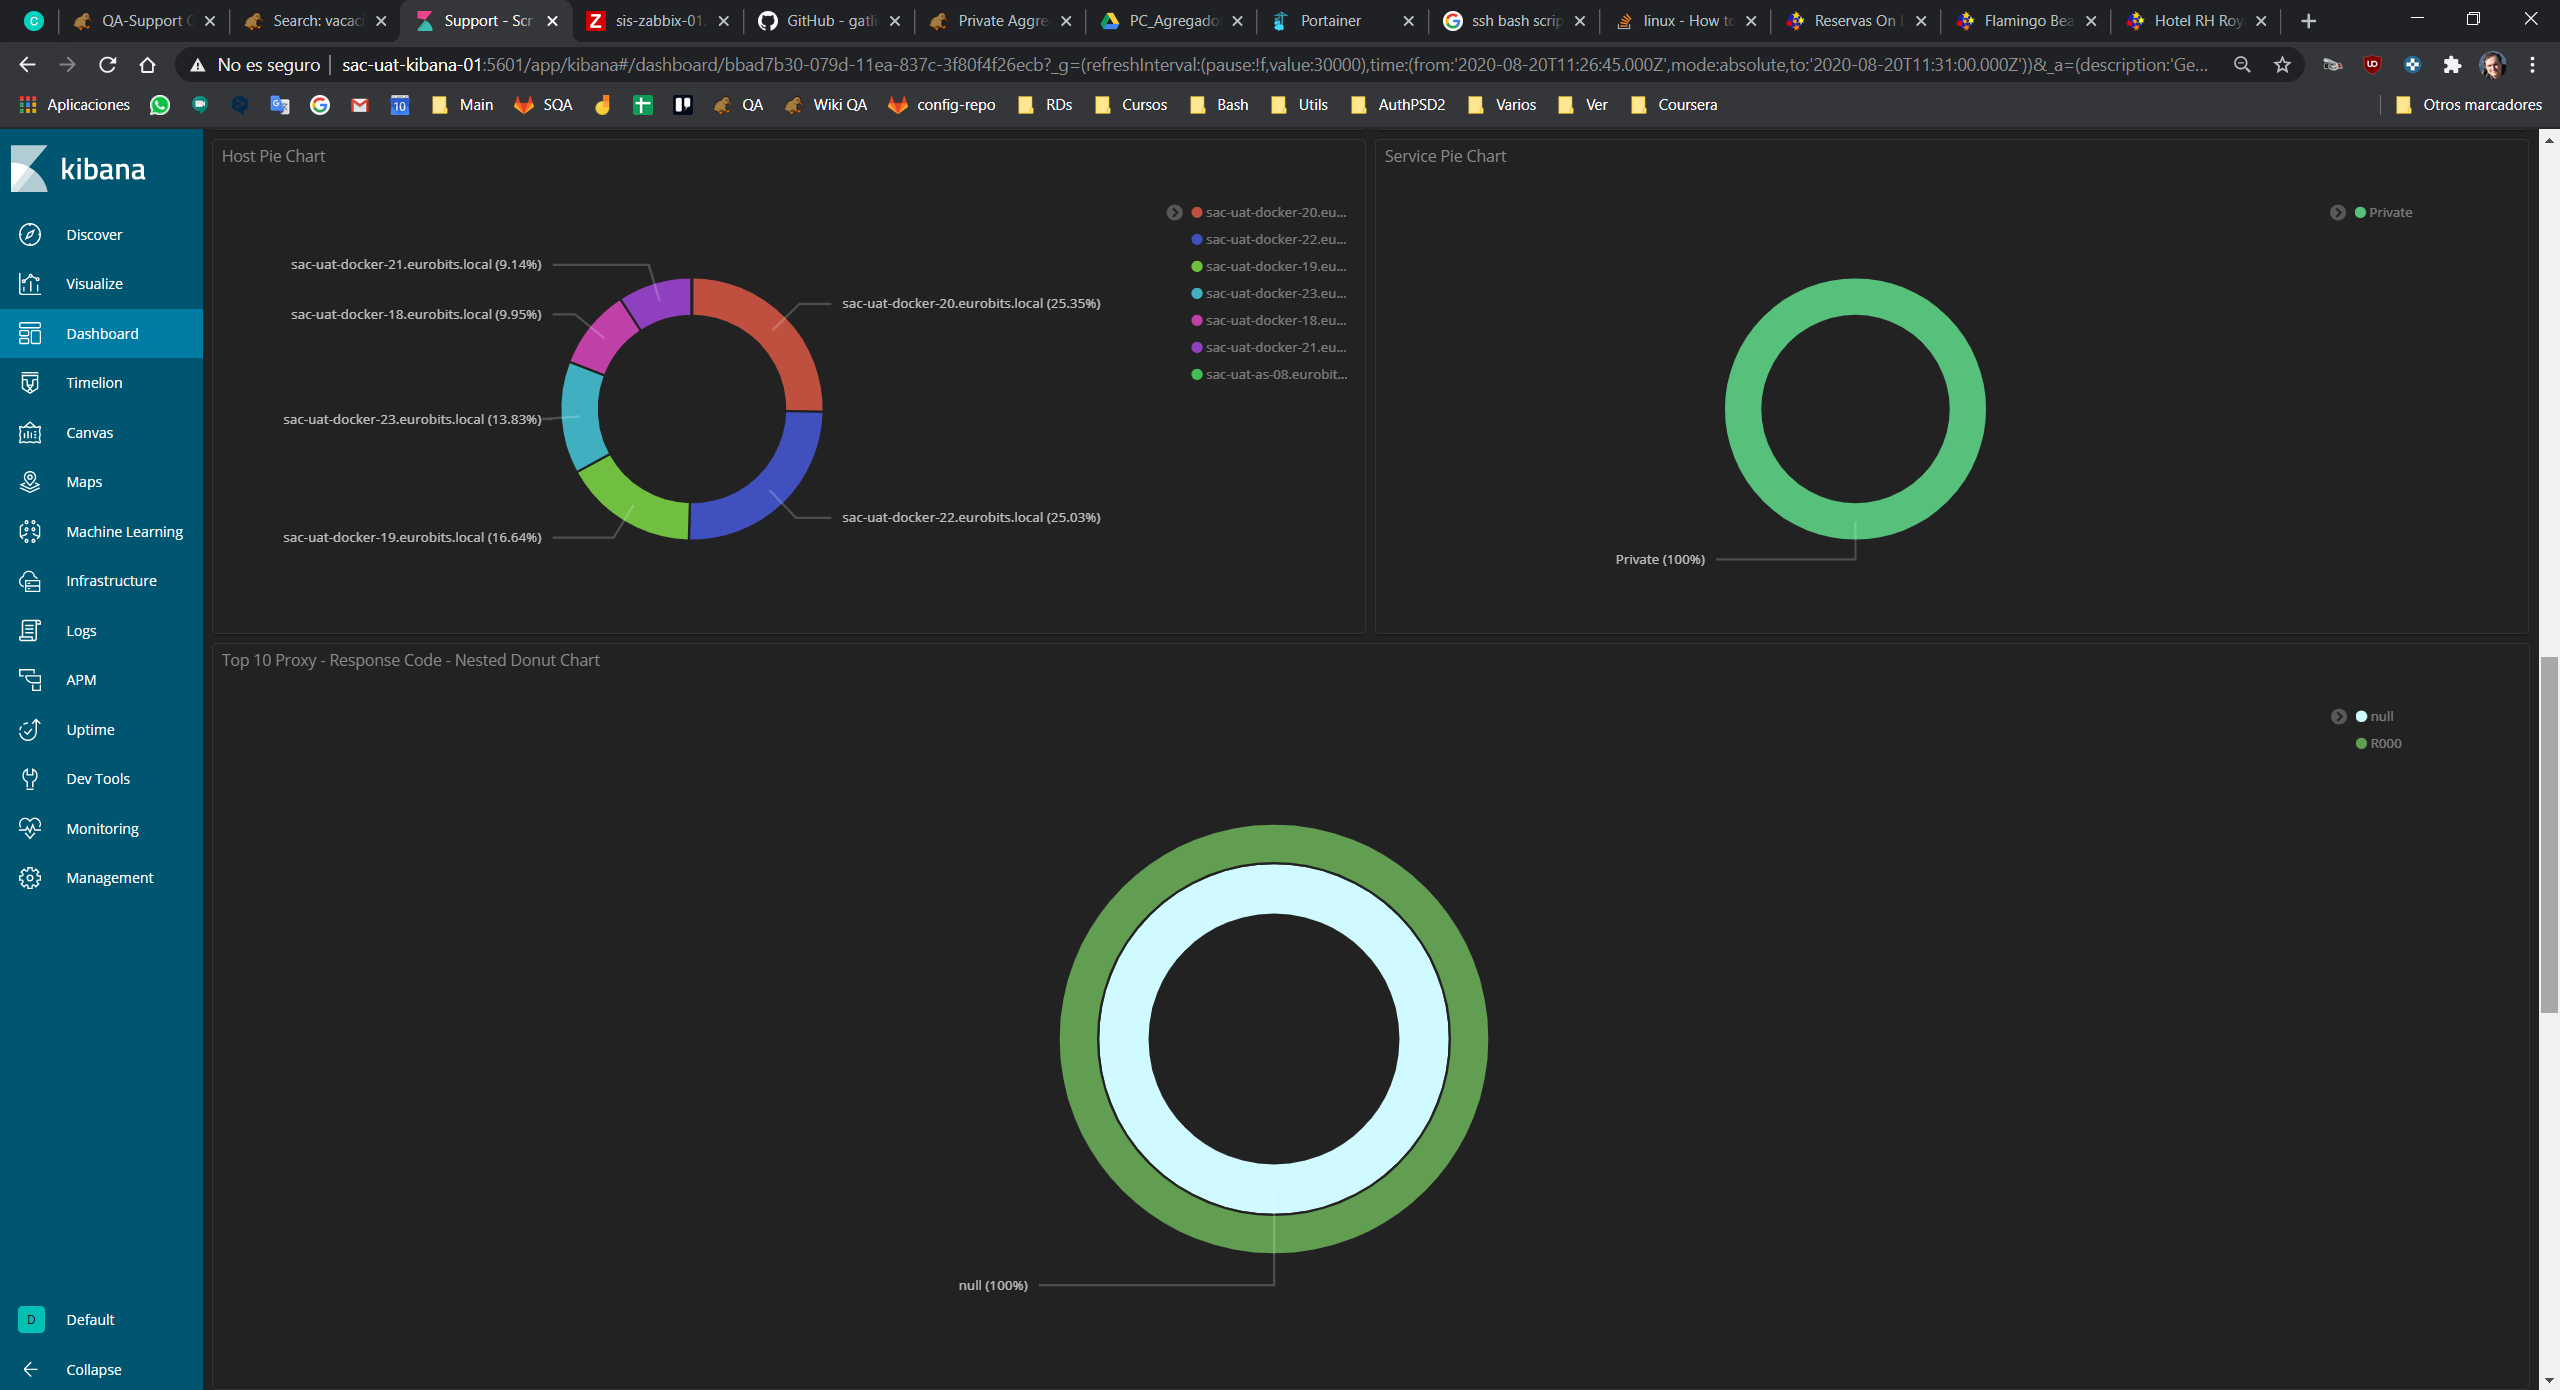 C
QA-Support C
Search: vacaci
Support - Scr
Z
sis-zabbix-01.
GitHub - gatli
Private Aggre
PC_Agregado
Portainer
ssh bash scrip
linux - How to
Reservas On L
Flamingo Bea
Hotel RH Roy
No es seguro
sac-uat-kibana-01:5601/app/kibana#/dashboard/bbad7b30-079d-11ea-837c-3f80f4f26ecb?_g=(refreshInterval:(pause:!f,value:30000),time:(from:'2020-08-20T11:26:45.000Z',mode:absolute,to:'2020-08-20T11:31:00.000Z'))&_a=(description:'Ge...
Aplicaciones
10
Main
SQA
QA
Wiki QA
config-repo
RDs
Cursos
Bash
Utils
AuthPSD2
Varios
Ver
Coursera
Otros marcadores
kibana
Discover
Visualize
Dashboard
Timelion
Canvas
Maps
Machine Learning
Infrastructure
Logs
APM
Uptime
Dev Tools
Monitoring
Management
D
Default
Collapse
Host Pie Chart
sac-uat-docker-21.eurobits.local (9.14%)
sac-uat-docker-18.eurobits.local (9.95%)
sac-uat-docker-23.eurobits.local (13.83%)
sac-uat-docker-19.eurobits.local (16.64%)
sac-uat-docker-20.eurobits.local (25.35%)
sac-uat-docker-22.eurobits.local (25.03%)
sac-uat-docker-20.eu...
sac-uat-docker-22.eu...
sac-uat-docker-19.eu...
sac-uat-docker-23.eu...
sac-uat-docker-18.eu...
sac-uat-docker-21.eu...
sac-uat-as-08.eurobit...
Service Pie Chart
Private
Private (100%)
Top 10 Proxy - Response Code - Nested Donut Chart
null
R000
null (100%)